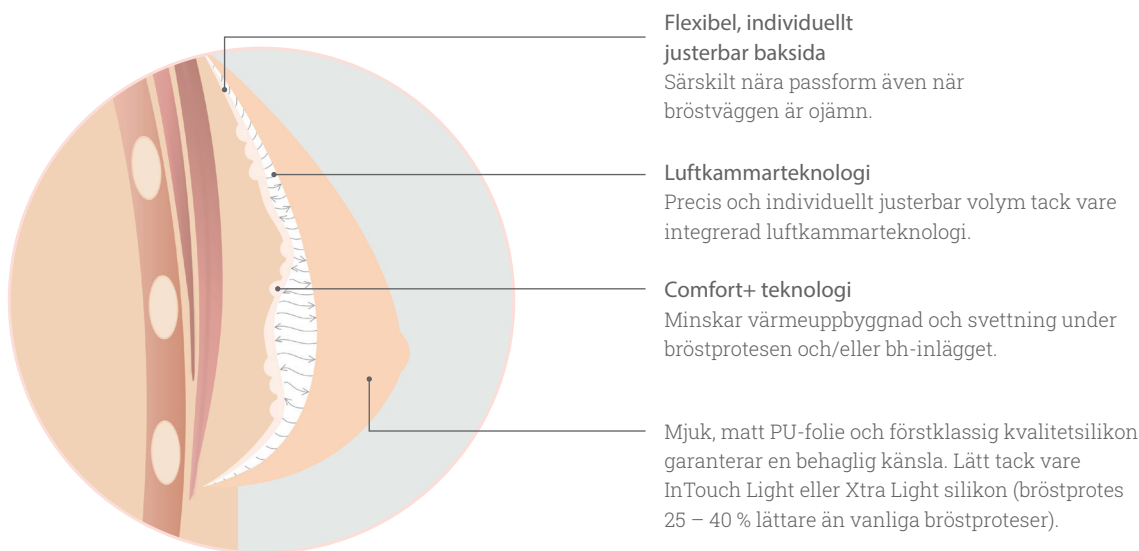 Flexibel, individuellt
justerbar baksida
Särskilt nära passform även när
bröstväggen är ojämn.
Luftkammarteknologi
Precis och individuellt justerbar volym tack vare
integrerad luftkammarteknologi.
Comfort+ teknologi
Minskar värmeuppbyggnad och svettning under
bröstprotesen och/eller bh-inlägget.
Mjuk, matt PU-folie och förstklassig kvalitetsilikon
garanterar en behaglig känsla. Lätt tack vare
InTouch Light eller Xtra Light silikon (bröstprotes
25 – 40 % lättare än vanliga bröstproteser).